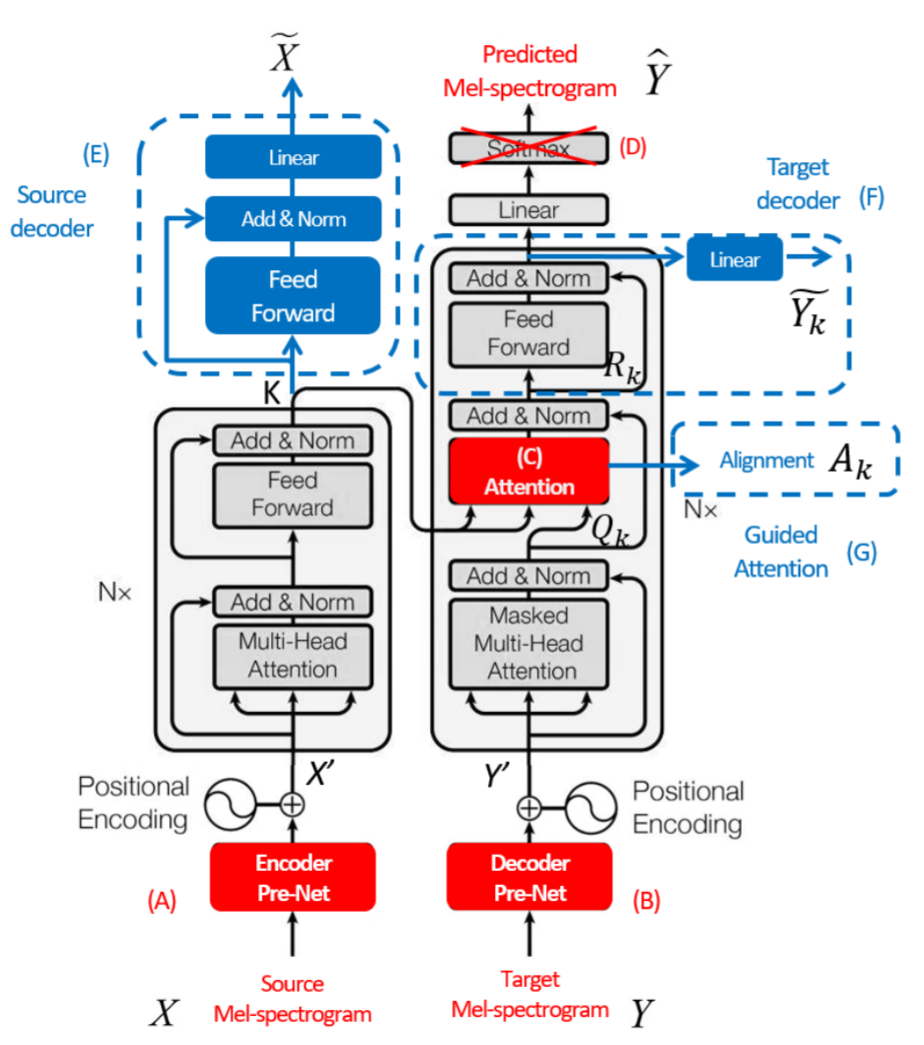 X̃
Predicted
Mel-spectrogram
Ŷ
(E)
Source
decoder
Linear
Add & Norm
Feed
Forward
Softmax
(D)
Linear
Target
decoder
(F)
Linear
Ỹₖ
Add & Norm
Feed
Forward
Rₖ
K
Add & Norm
Feed
Forward
Add & Norm
(C)
Attention
Alignment
Aₖ
N×
Guided
Attention
(G)
Qₖ
N×
Add & Norm
Multi-Head
Attention
Add & Norm
Masked
Multi-Head
Attention
X'
Y'
Positional
Encoding
Positional
Encoding
(A)
Encoder
Pre-Net
Decoder
Pre-Net
(B)
X
Source
Mel-spectrogram
Target
Mel-spectrogram
Y